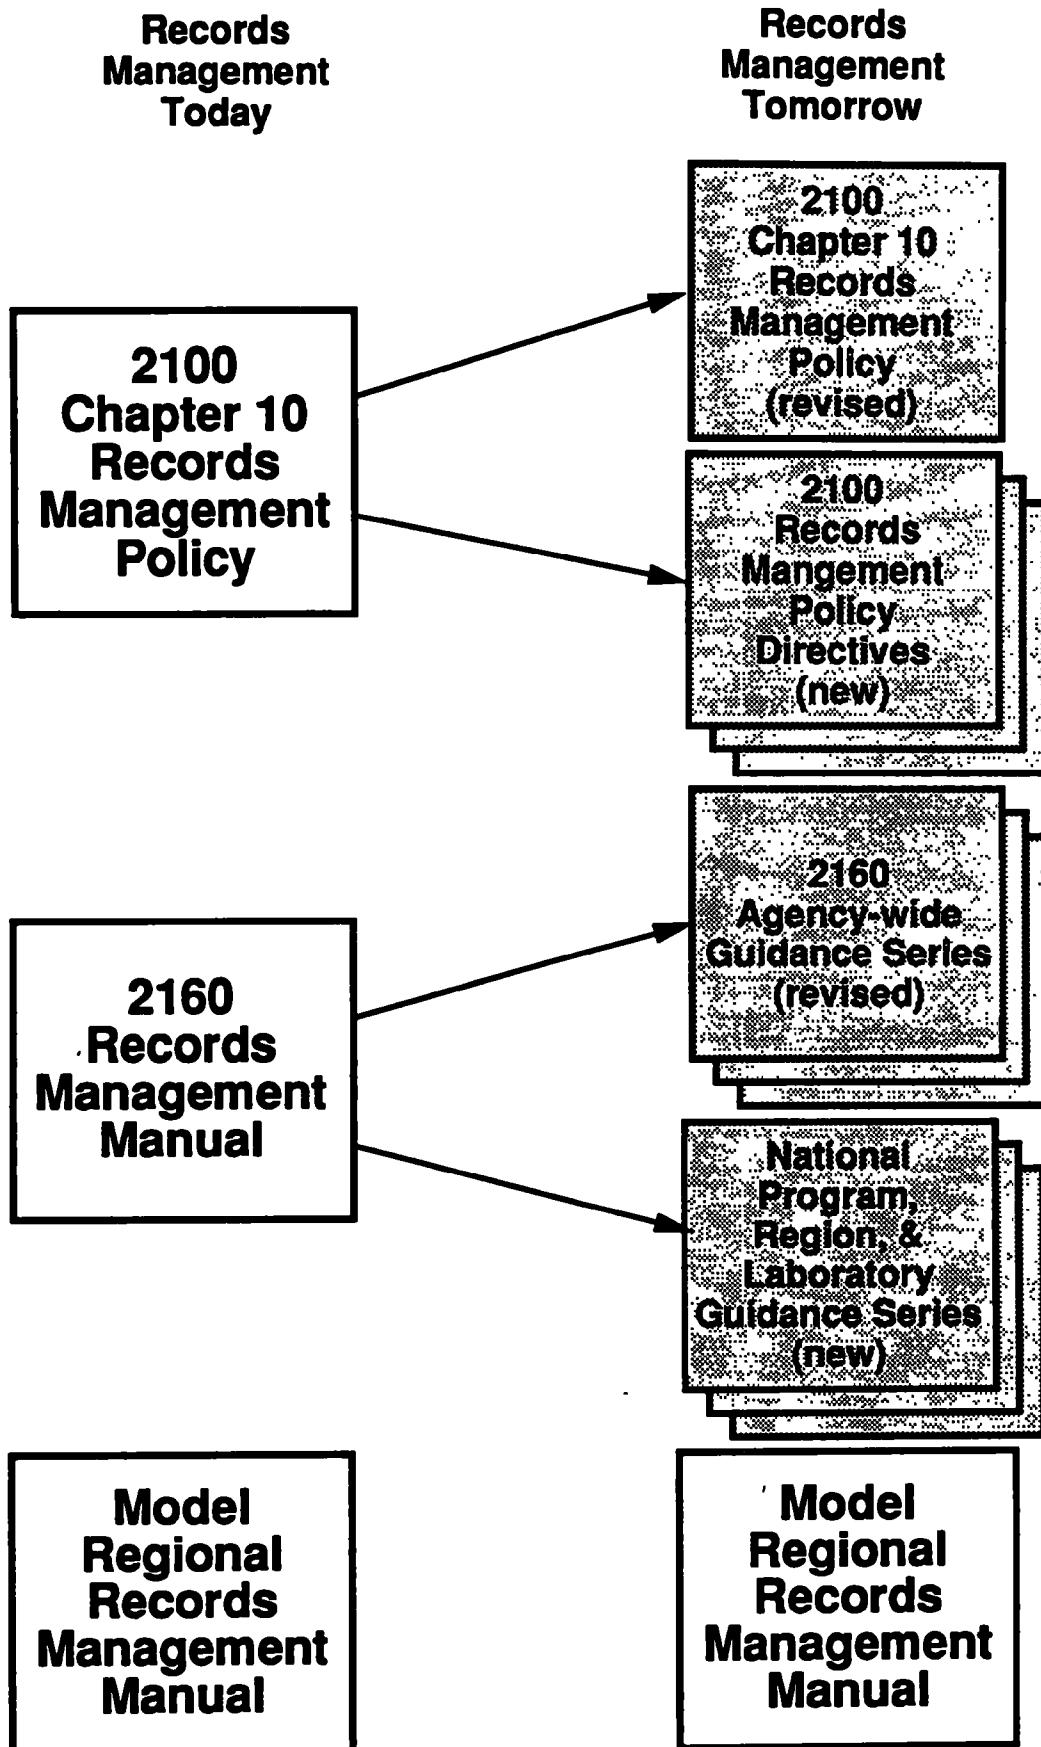 Records
Management
Today
Records
Management
Tomorrow
2100
Chapter 10
Records
Management
Policy
2100
Chapter 10
Records
Management
Policy
(revised)
2100
Records
Mangement
Policy
Directives
(new)
2160
Records
Management
Manual
2160
Agency-wide
Guidance Series
(revised)
National
Program,
Region, &
Laboratory
Guidance Series
(new)
Model
Regional
Records
Management
Manual
Model
Regional
Records
Management
Manual